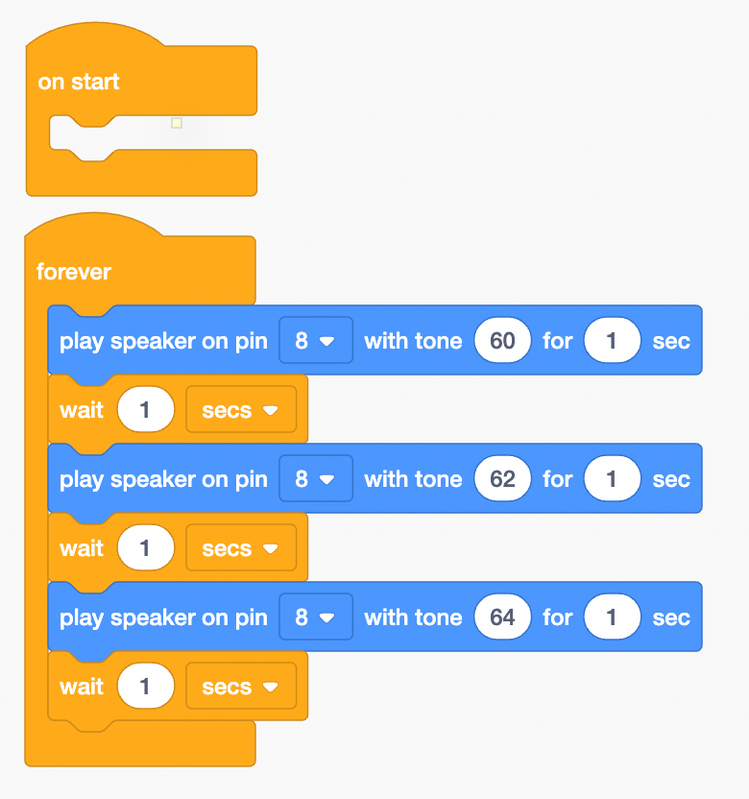 on start
forever
play speaker on pin 8 with tone 60 for 1 sec
wait 1 secs
play speaker on pin 8 with tone 62 for 1 sec
wait 1 secs
play speaker on pin 8 with tone 64 for 1 sec
wait 1 secs